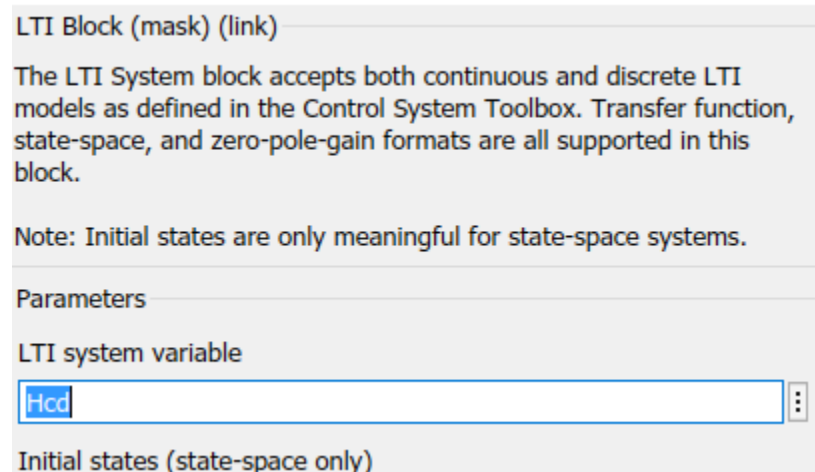 LTI Block (mask) (link)
The LTI System block accepts both continuous and discrete LTI
models as defined in the Control System Toolbox. Transfer function,
state-space, and zero-pole-gain formats are all supported in this
block.
Note: Initial states are only meaningful for state-space systems.
Parameters
LTI system variable
Hcd
Initial states (state-space only)